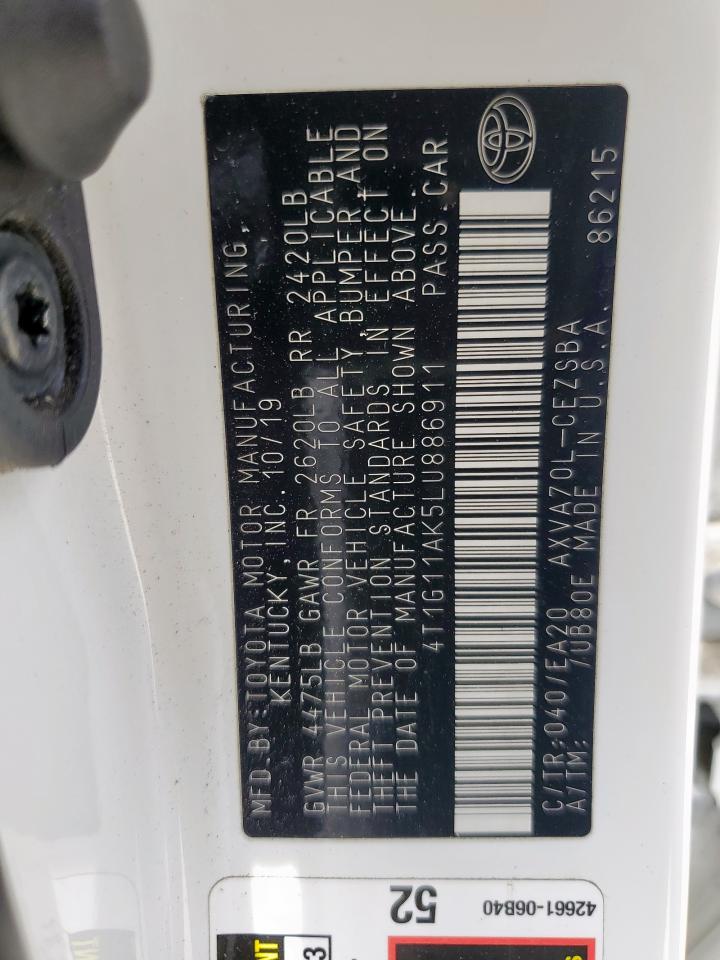 MFD.BY:TOYOTA MOTOR MANUFACTURING,
KENTUCKY, INC. 10/19
GVWR 4475LB GAWR FR 2620LB RR 2420LB
THIS VEHICLE CONFORMS TO ALL APPLICABLE
FEDERAL MOTOR VEHICLE SAFETY,BUMPER,AND
THEFT PREVENTION STANDARDS IN EFFECT ON
THE DATE OF MANUFACTURE SHOWN ABOVE.
4T1G11AK5LU886911 PASS.CAR
C/TR:040/EA20 AXVA70L-CEZSBA
A/TM: /UB80E MADE IN U.S.A. 86215
52
42661-06B40
3
NT